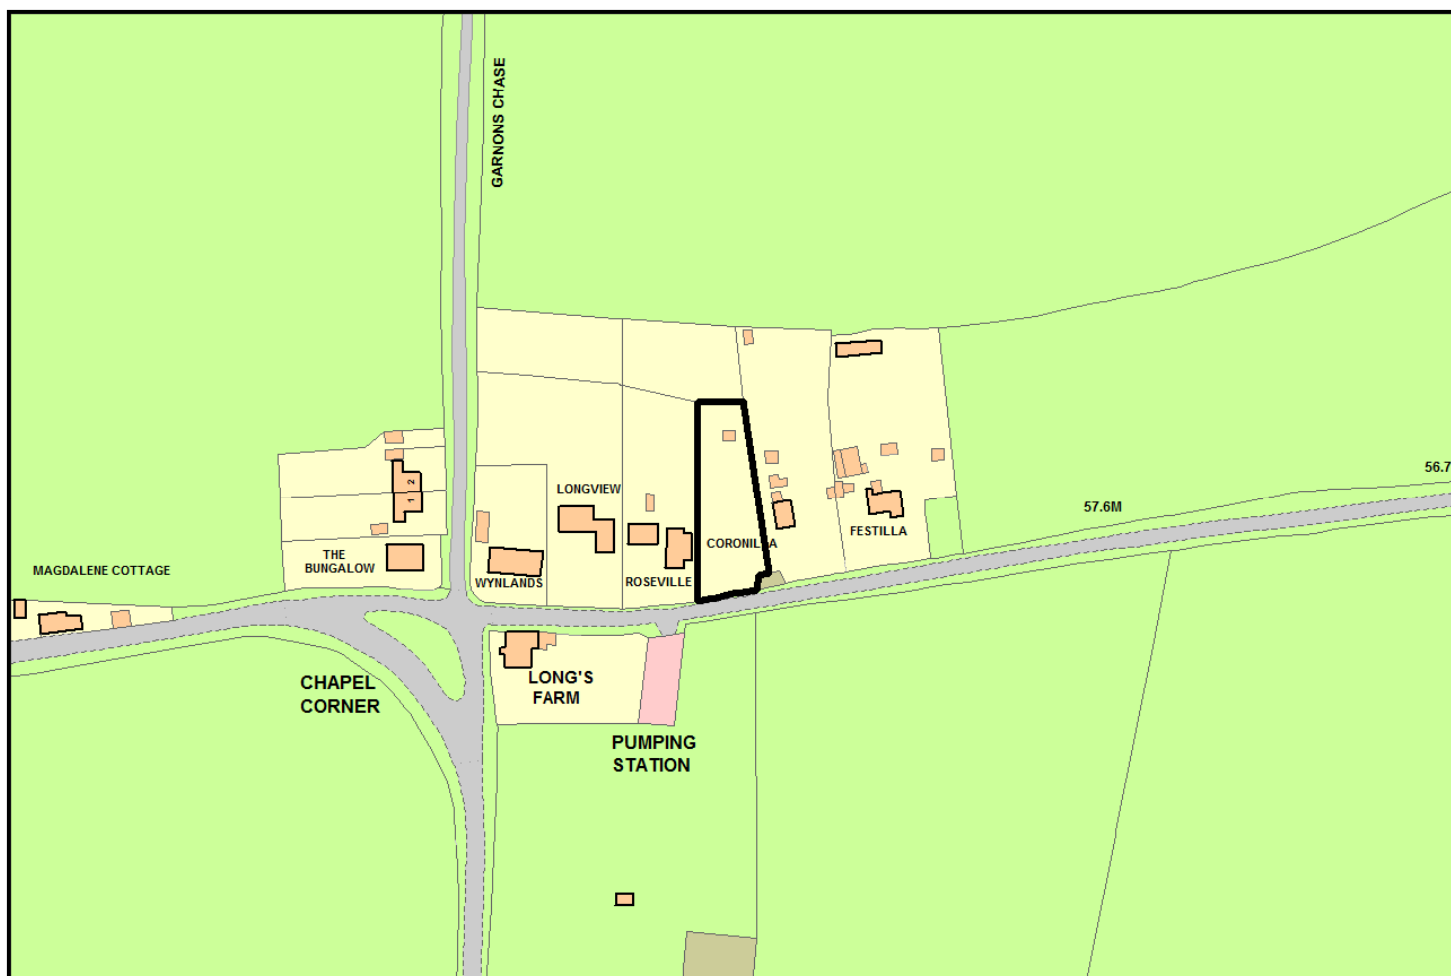 GARNONS CHASE
56.7
LONGVIEW
57.6M
2
1
FESTILLA
CORONILLA
THE
BUNGALOW
MAGDALENE COTTAGE
WYNLANDS
ROSEVILLE
CHAPEL
CORNER
LONG'S
FARM
PUMPING
STATION